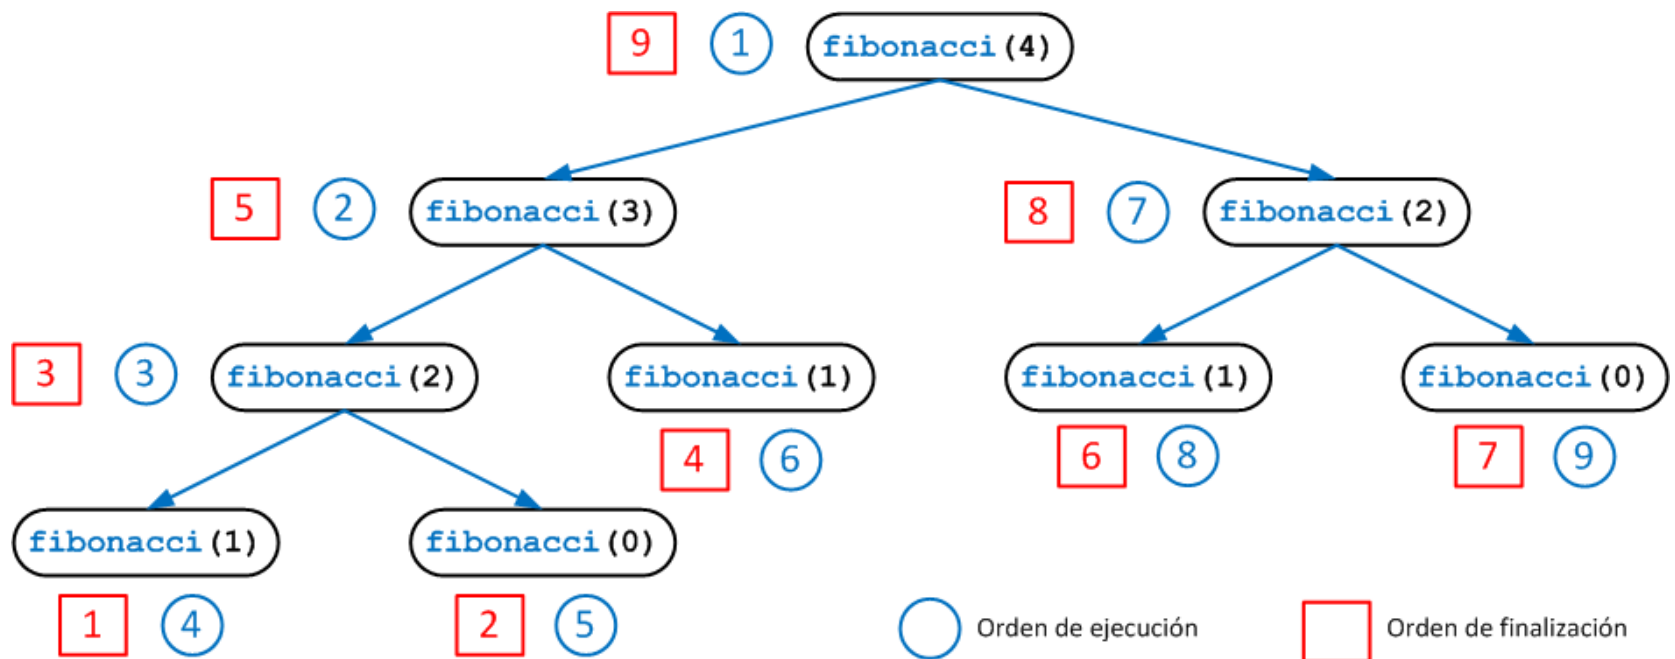 9 1 fibonacci(4)
5 2 fibonacci(3) 8 7 fibonacci(2)
3 3 fibonacci(2) fibonacci(1) fibonacci(1) fibonacci(0)
4 6 6 8 7 9
fibonacci(1) fibonacci(0)
1 4 2 5 Orden de ejecución Orden de finalización